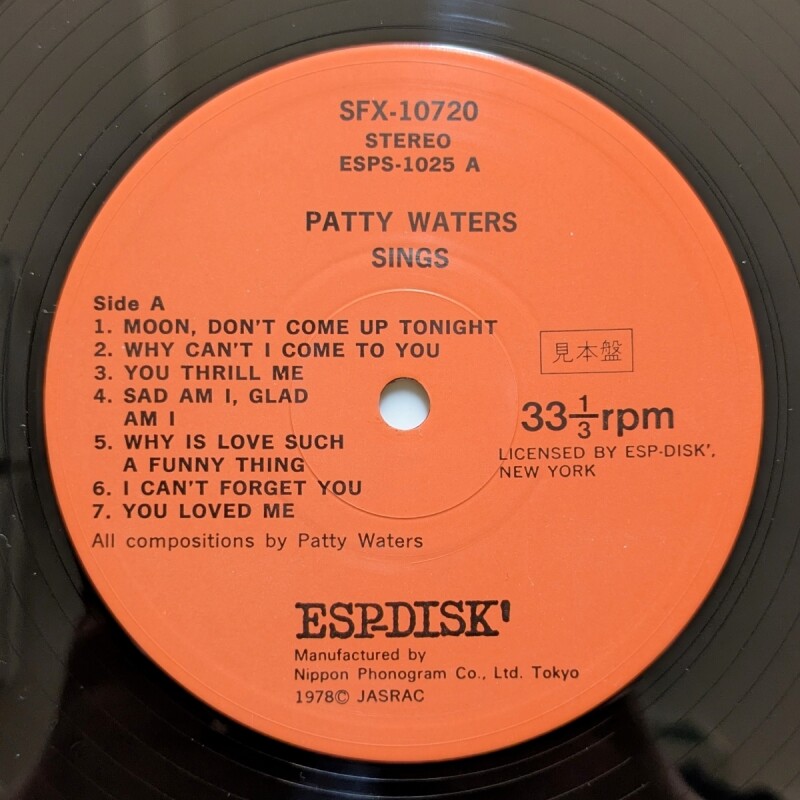 SFX-10720
STEREO
ESPS-1025 A
PATTY WATERS
SINGS
Side A
1. MOON, DON'T COME UP TONIGHT
2. WHY CAN'T I COME TO YOU
3. YOU THRILL ME
4. SAD AM I, GLAD
AM I
5. WHY IS LOVE SUCH
A FUNNY THING
6. I CAN'T FORGET YOU
7. YOU LOVED ME
All compositions by Patty Waters
見本盤
33 1/3 rpm
LICENSED BY ESP-DISK',
NEW YORK
ESP-DISK'
Manufactured by
Nippon Phonogram Co., Ltd. Tokyo
1978© JASRAC